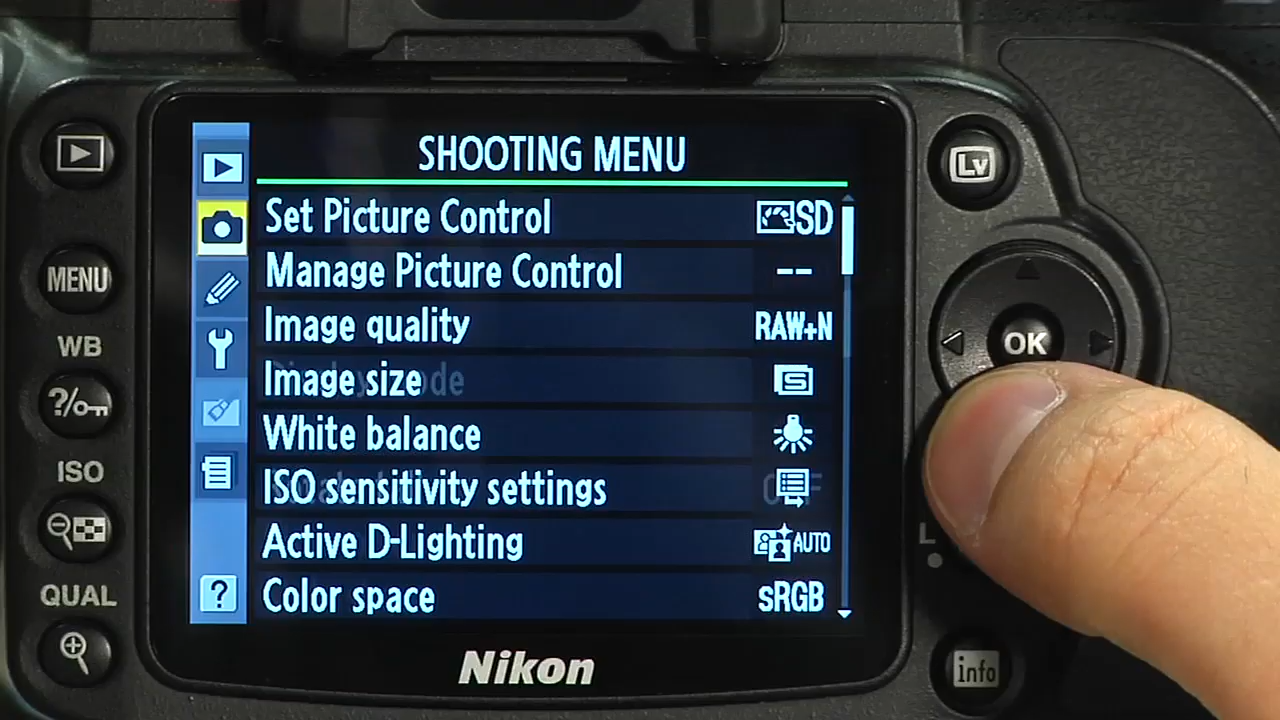 SHOOTING MENU
Set Picture Control SD
Manage Picture Control --
Image quality RAW+N
Image size S
White balance
ISO sensitivity settings
Active D-Lighting AUTO
Color space sRGB
?
Nikon
MENU
WB
?/
ISO
QUAL
Lv
OK
L
info